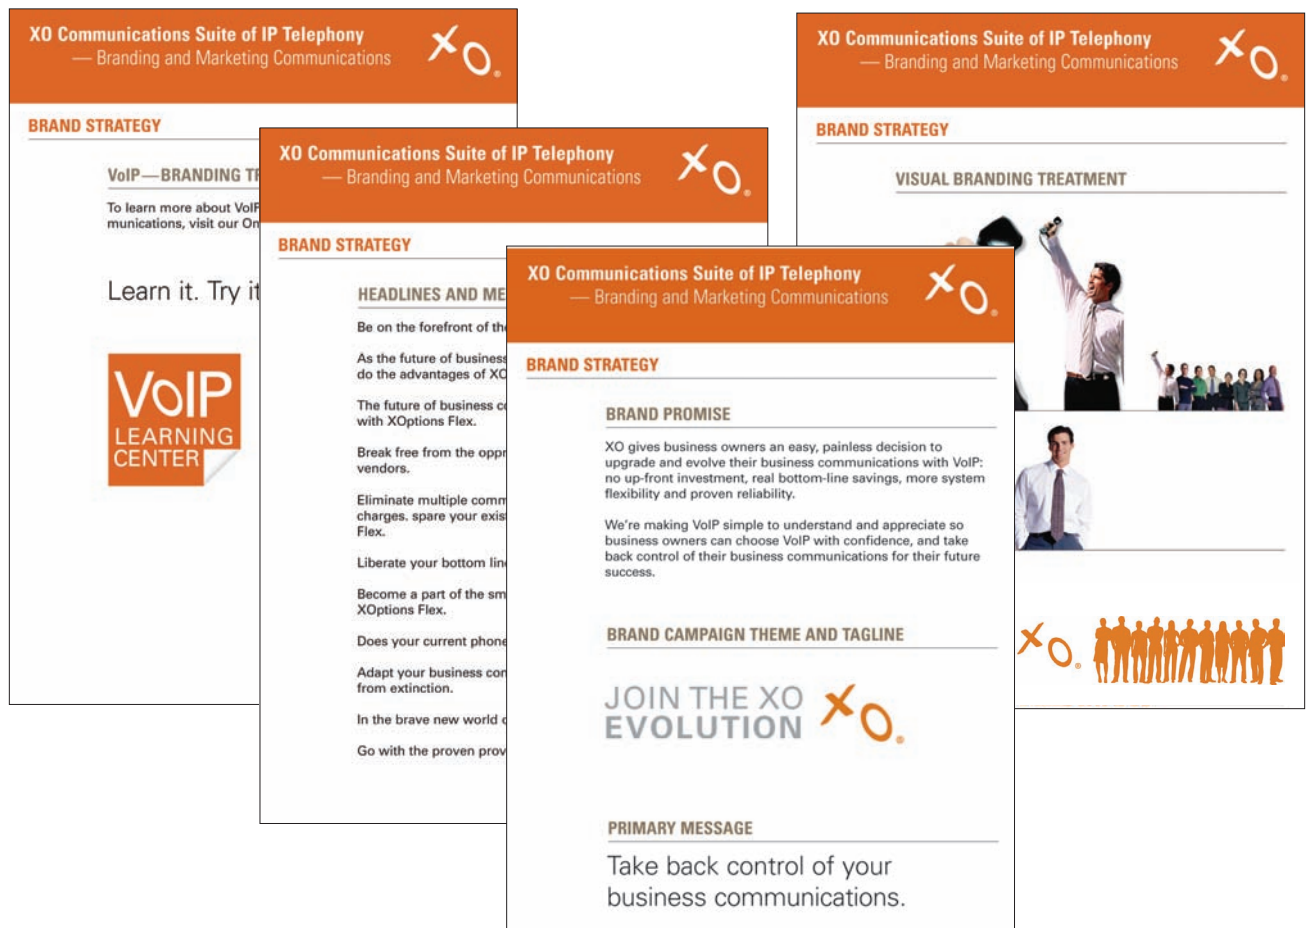 XO Communications Suite of IP Telephony
— Branding and Marketing Communications
XO®
BRAND STRATEGY
VoIP—BRANDING
To learn more about
munications, visit our
Learn it. Try it
VoIP
LEARNING
CENTER
XO Communications Suite of IP Telephony
— Branding and Marketing Communications
XO®
BRAND STRATEGY
HEADLINES AND
Be on the forefront of
As the future of business
do the advantages of XO
The future of business
with XOptions Flex.
Break free from the
vendors.
Eliminate multiple
charges. spare your
Flex.
Liberate your bottom
Become a part of the
XOptions Flex.
Does your current phone
Adapt your business
from extinction.
In the brave new world
Go with the proven
XO Communications Suite of IP Telephony
— Branding and Marketing Communications
XO®
BRAND STRATEGY
BRAND PROMISE
XO gives business owners an easy, painless decision to
upgrade and evolve their business communications with VoIP:
no up-front investment, real bottom-line savings, more system
flexibility and proven reliability.
We're making VoIP simple to understand and appreciate so
business owners can choose VoIP with confidence, and take
back control of their business communications for their future
success.
BRAND CAMPAIGN THEME AND TAGLINE
JOIN THE XO
EVOLUTION
XO®
PRIMARY MESSAGE
Take back control of your
business communications.
XO Communications Suite of IP Telephony
— Branding and Marketing Communications
XO®
BRAND STRATEGY
VISUAL BRANDING TREATMENT
XO®